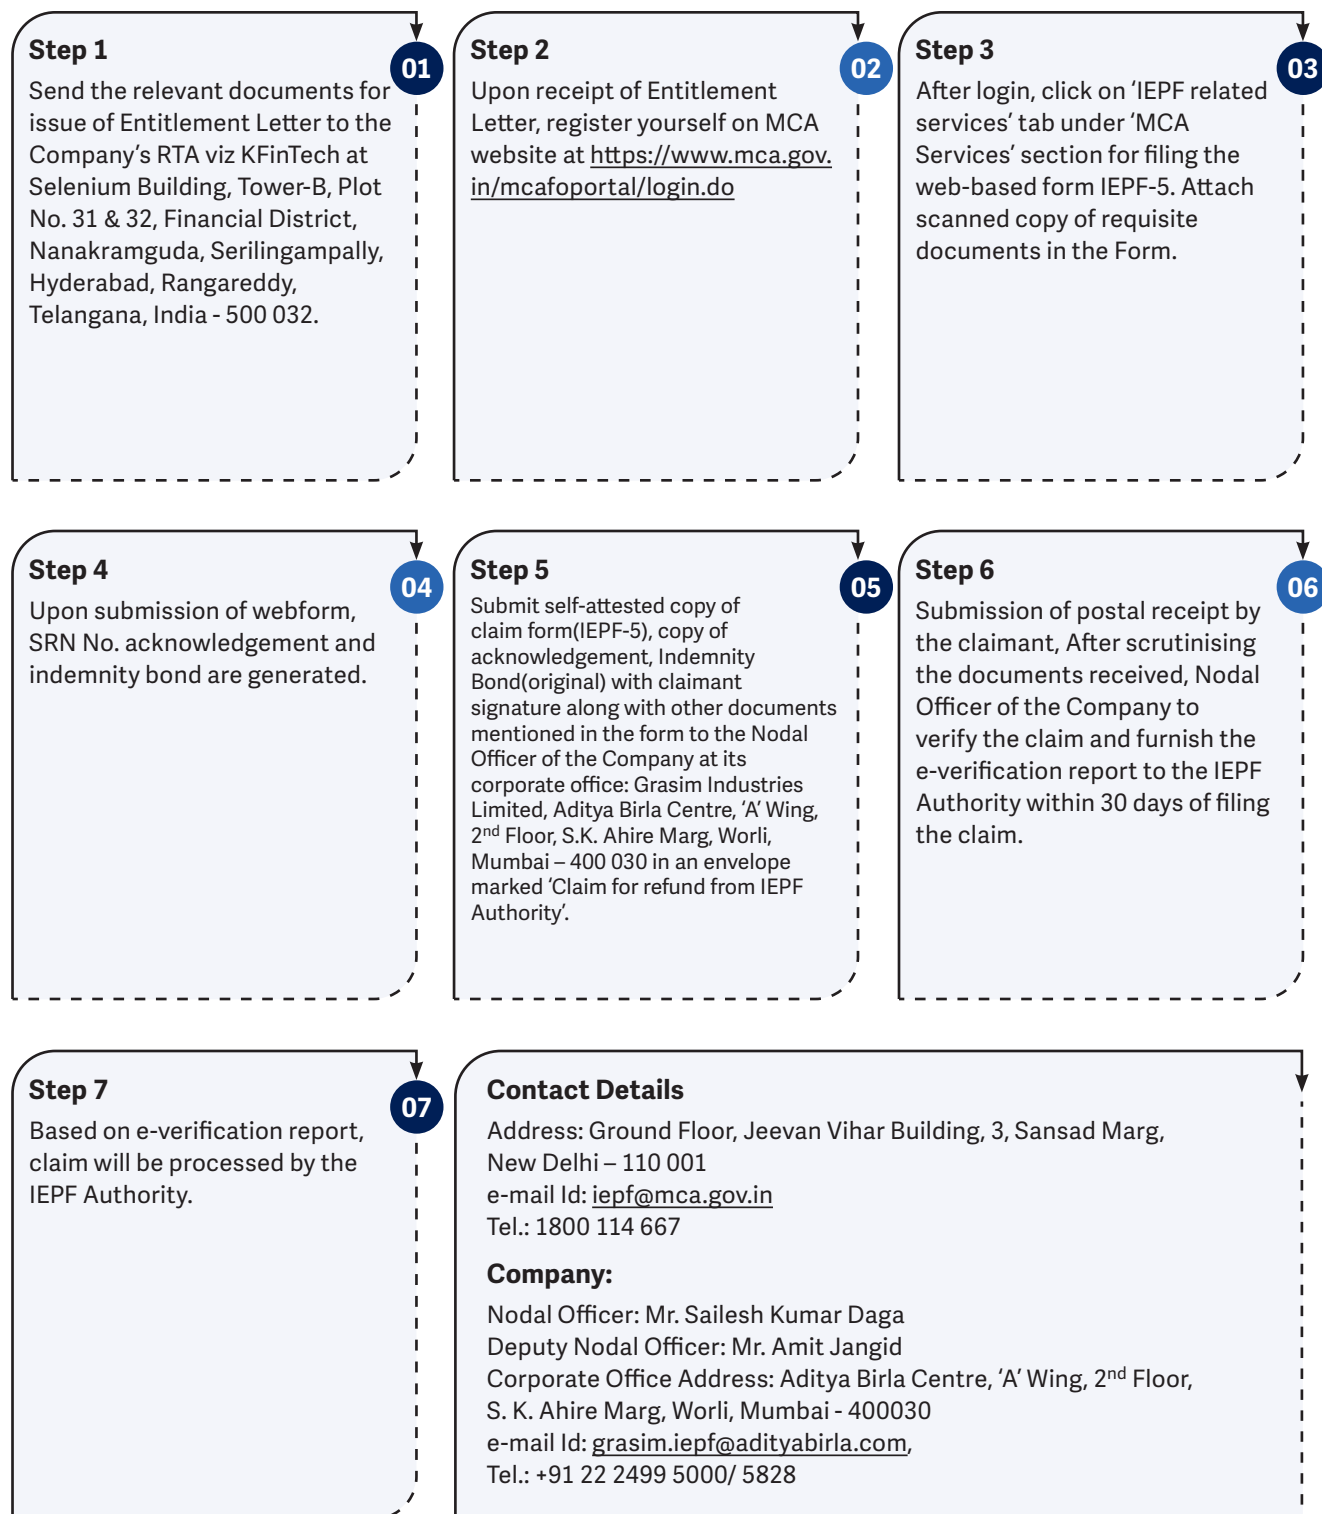 Step 1
01
Send the relevant documents for
issue of Entitlement Letter to the
Company’s RTA viz KFinTech at
Selenium Building, Tower-B, Plot
No. 31 & 32, Financial District,
Nanakramguda, Serilingampally,
Hyderabad, Rangareddy,
Telangana, India - 500 032.
Step 2
02
Upon receipt of Entitlement
Letter, register yourself on MCA
website at https://www.mca.gov.
in/mcafoportal/login.do
Step 3
03
After login, click on ‘IEPF related
services’ tab under ‘MCA
Services’ section for filing the
web-based form IEPF-5. Attach
scanned copy of requisite
documents in the Form.
Step 4
04
Upon submission of webform,
SRN No. acknowledgement and
indemnity bond are generated.
Step 5
05
Submit self-attested copy of
claim form(IEPF-5), copy of
acknowledgement, Indemnity
Bond(original) with claimant
signature along with other documents
mentioned in the form to the Nodal
Officer of the Company at its
corporate office: Grasim Industries
Limited, Aditya Birla Centre, ‘A’ Wing,
2nd Floor, S.K. Ahire Marg, Worli,
Mumbai – 400 030 in an envelope
marked ‘Claim for refund from IEPF
Authority’.
Step 6
06
Submission of postal receipt by
the claimant, After scrutinising
the documents received, Nodal
Officer of the Company to
verify the claim and furnish the
e-verification report to the IEPF
Authority within 30 days of filing
the claim.
Step 7
07
Based on e-verification report,
claim will be processed by the
IEPF Authority.
Contact Details
Address: Ground Floor, Jeevan Vihar Building, 3, Sansad Marg,
New Delhi – 110 001
e-mail Id: iepf@mca.gov.in
Tel.: 1800 114 667
Company:
Nodal Officer: Mr. Sailesh Kumar Daga
Deputy Nodal Officer: Mr. Amit Jangid
Corporate Office Address: Aditya Birla Centre, ‘A’ Wing, 2nd Floor,
S. K. Ahire Marg, Worli, Mumbai - 400030
e-mail Id: grasim.iepf@adityabirla.com,
Tel.: +91 22 2499 5000/ 5828